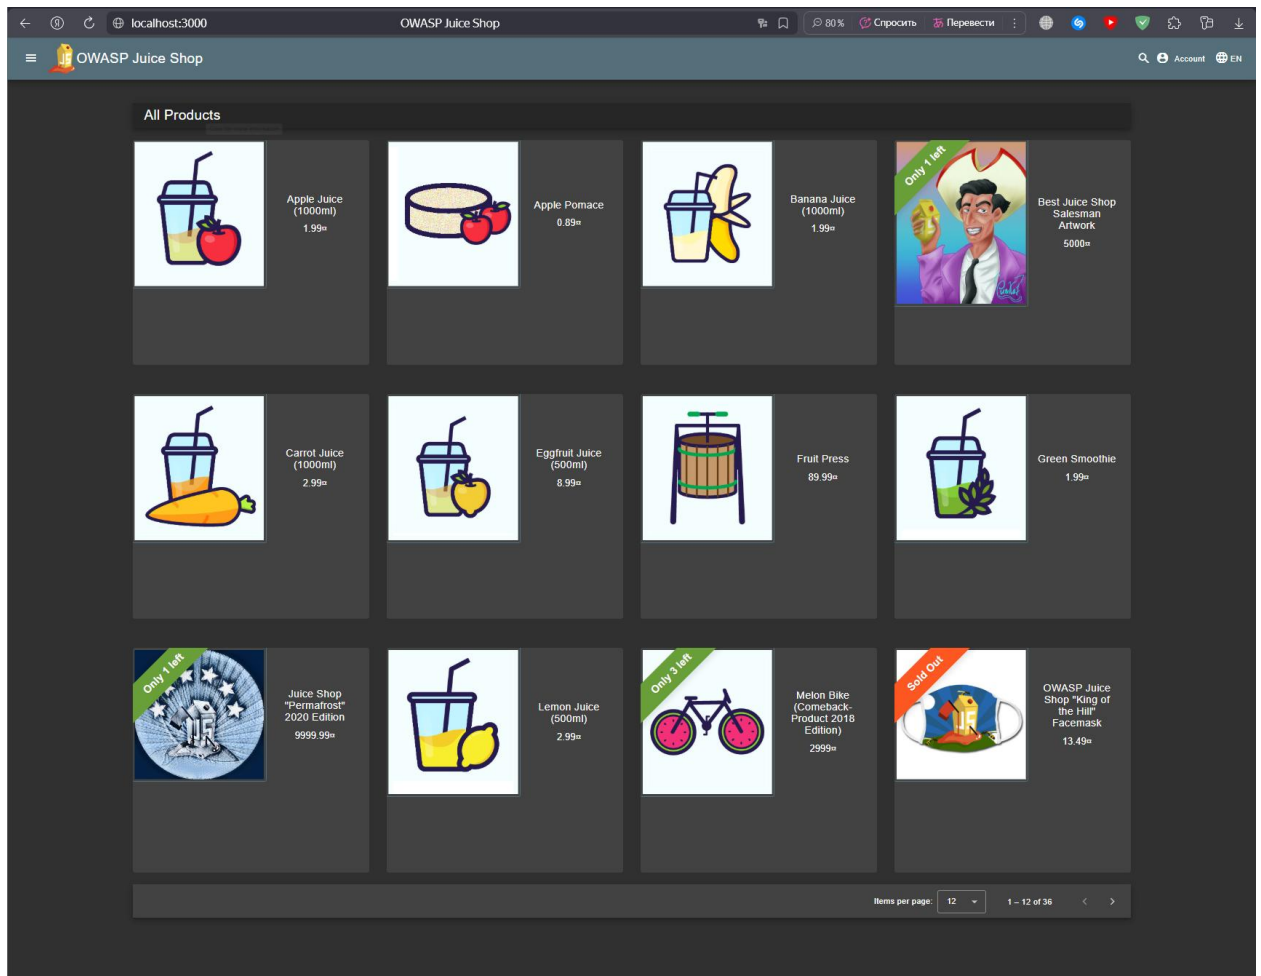 localhost:3000
OWASP Juice Shop
80 %
Спросить
Перевести
OWASP Juice Shop
Account
EN
All Products
Apple Juice
(1000ml)
1.99¤
Apple Pomace
0.89¤
Banana Juice
(1000ml)
1.99¤
Only 1 left
Best Juice Shop
Salesman
Artwork
5000¤
Carrot Juice
(1000ml)
2.99¤
Eggfruit Juice
(500ml)
8.99¤
Fruit Press
89.99¤
Green Smoothie
1.99¤
Only 1 left
Juice Shop
"Permafrost"
2020 Edition
9999.99¤
Lemon Juice
(500ml)
2.99¤
Only 3 left
Melon Bike
(Comeback-
Product 2018
Edition)
2999¤
Sold Out
OWASP Juice
Shop "King of
the Hill"
Facemask
13.49¤
Items per page:
12
1 – 12 of 36